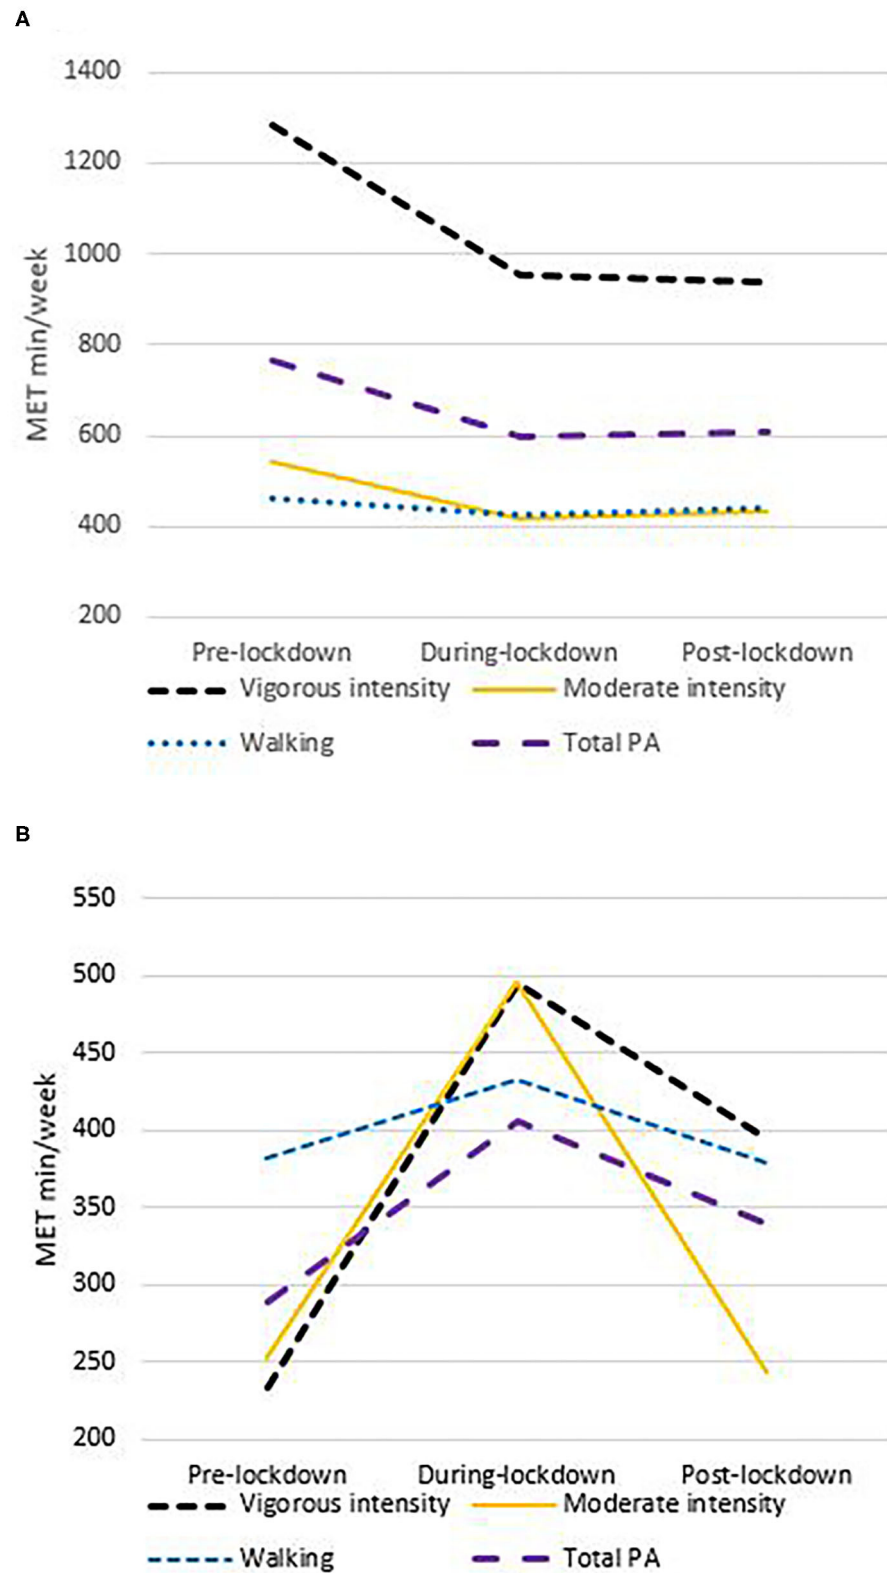 A
1400
1200
1000
800
600
400
200
MET min/week
Pre-lockdown During-lockdown Post-lockdown
Vigorous intensity Moderate intensity
Walking Total PA
B
550
500
450
400
350
300
250
200
MET min/week
Pre-lockdown During-lockdown Post-lockdown
Vigorous intensity Moderate intensity
Walking Total PA